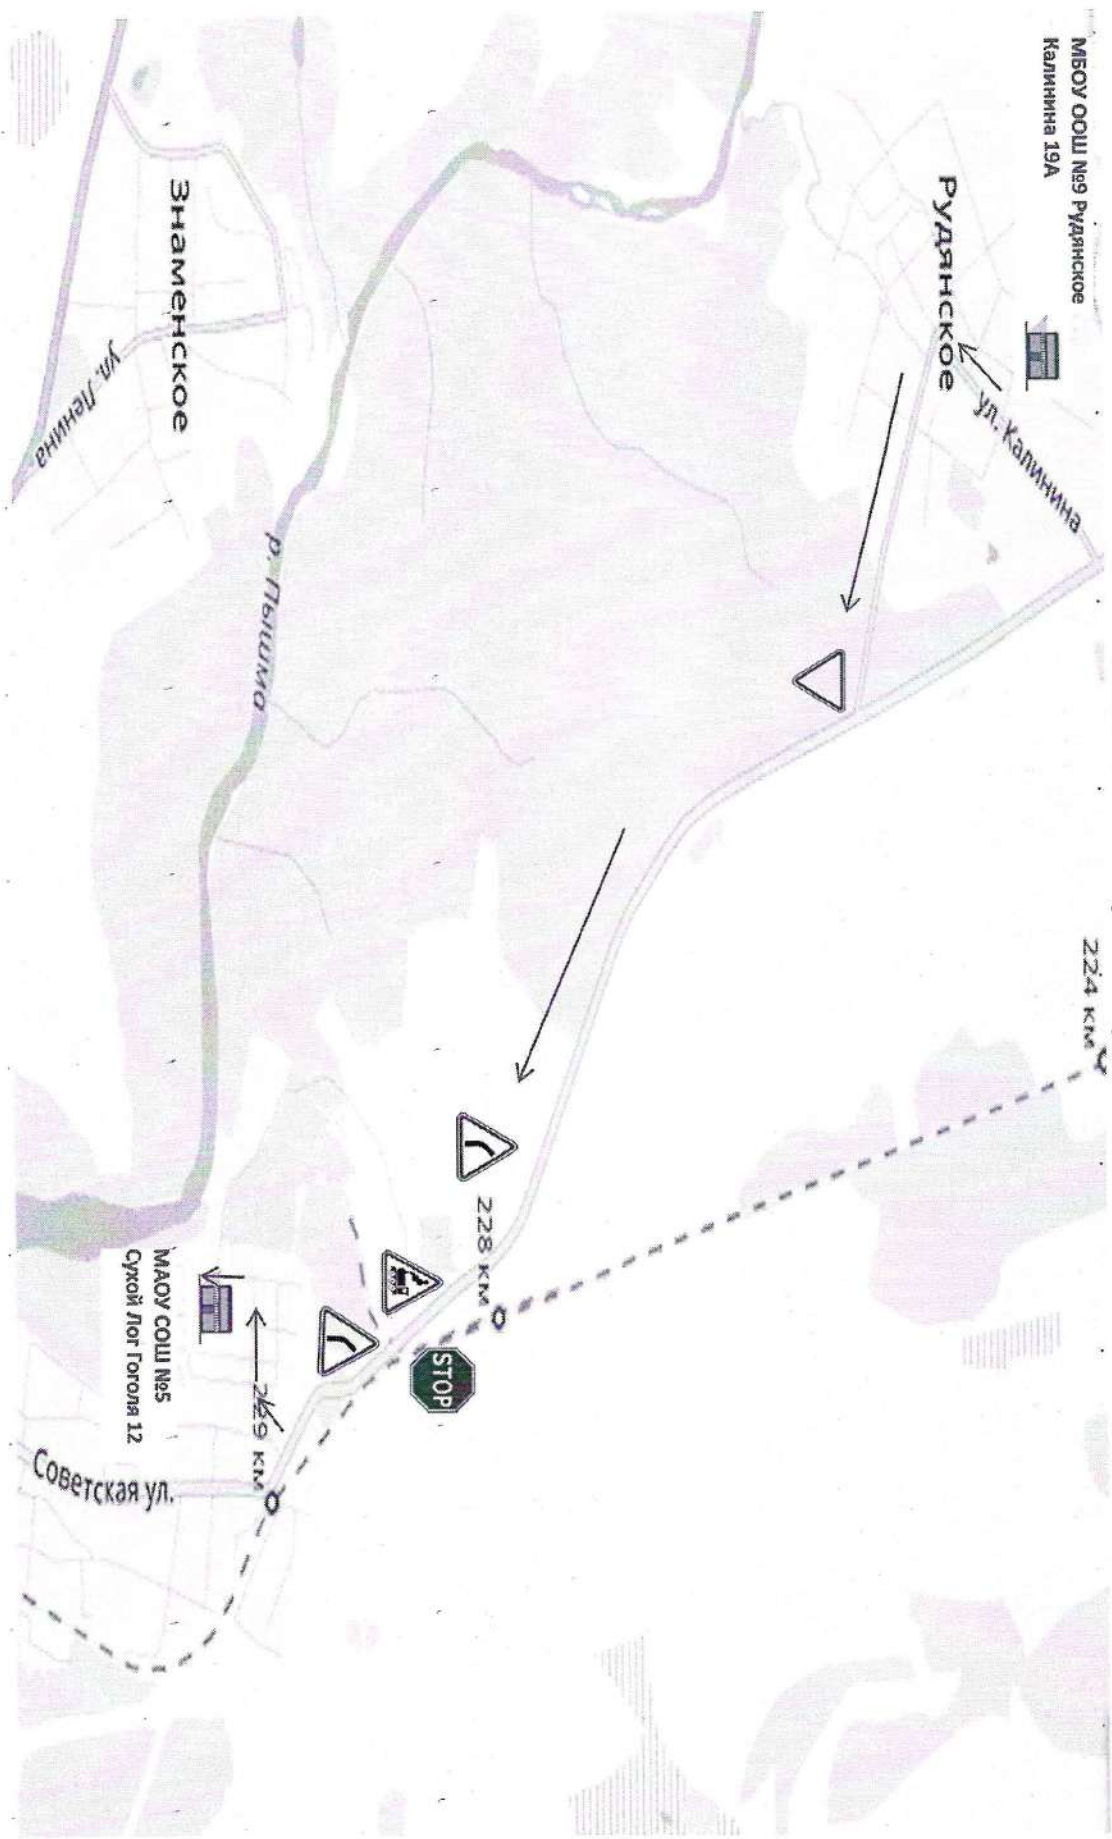 МБОУ ООШ №9 Рудянское
Калинина 19А
Рудянское
ул. Калинина
Знаменское
ул. Ленина
р. Пышма
224 км
228 км
STOP
229 км
МАОУ СОШ №5
Сухой Лог Гоголя 12
Советская ул.